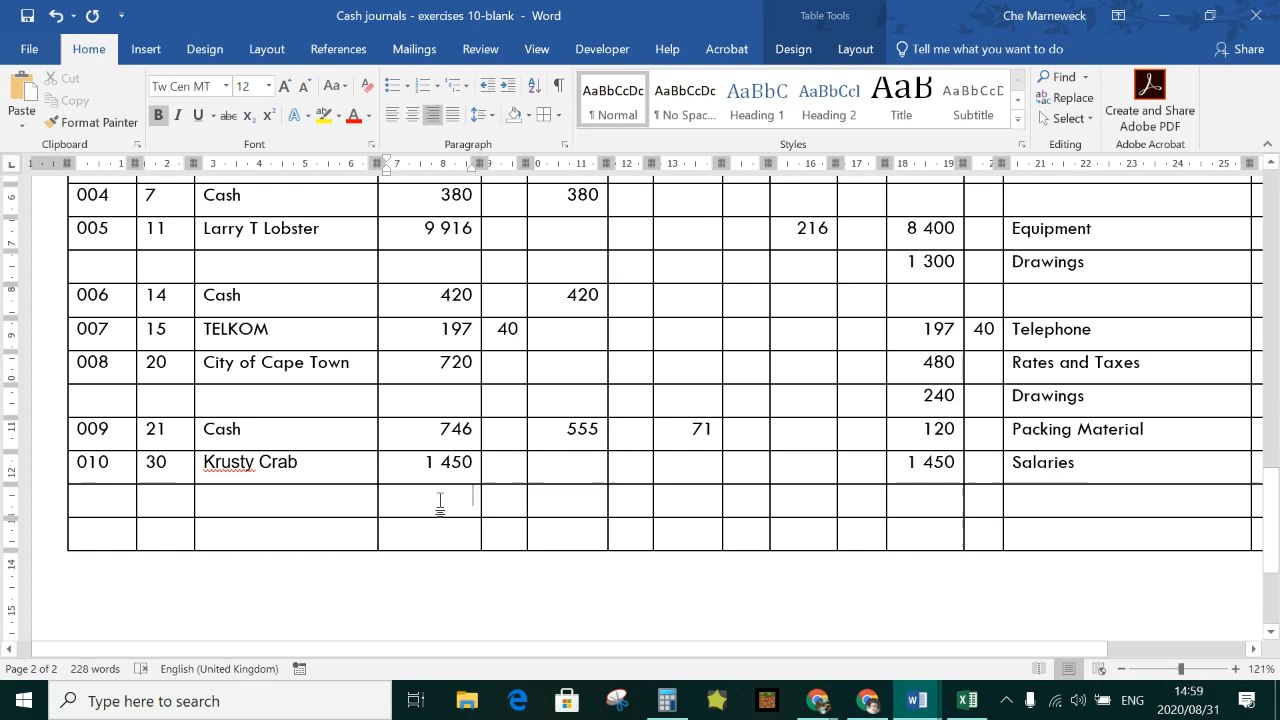 Cash journals - exercises 10-blank - Word
Table Tools
Che Marneweck
File Home Insert Design Layout References Mailings Review View Developer Help Acrobat Design Layout Tell me what you want to do Share
Cut
Copy
Paste
Format Painter
Clipboard
Tw Cen MT 12
Font
Paragraph
AaBbCcDc AaBbCcDc AaBbC AaBbCcl AaB AaBbCcD
¶ Normal ¶ No Spac... Heading 1 Heading 2 Title Subtitle
Styles
Find
Replace
Select
Editing
Create and Share
Adobe PDF
Adobe Acrobat
004 7 Cash 380 380
005 11 Larry T Lobster 9 916 216 8 400 Equipment
1 300 Drawings
006 14 Cash 420 420
007 15 TELKOM 197 40 197 40 Telephone
008 20 City of Cape Town 720 480 Rates and Taxes
240 Drawings
009 21 Cash 746 555 71 120 Packing Material
010 30 Krusty Crab 1 450 1 450 Salaries
Page 2 of 2 228 words English (United Kingdom) 121%
Type here to search
ENG
14:59
2020/08/31